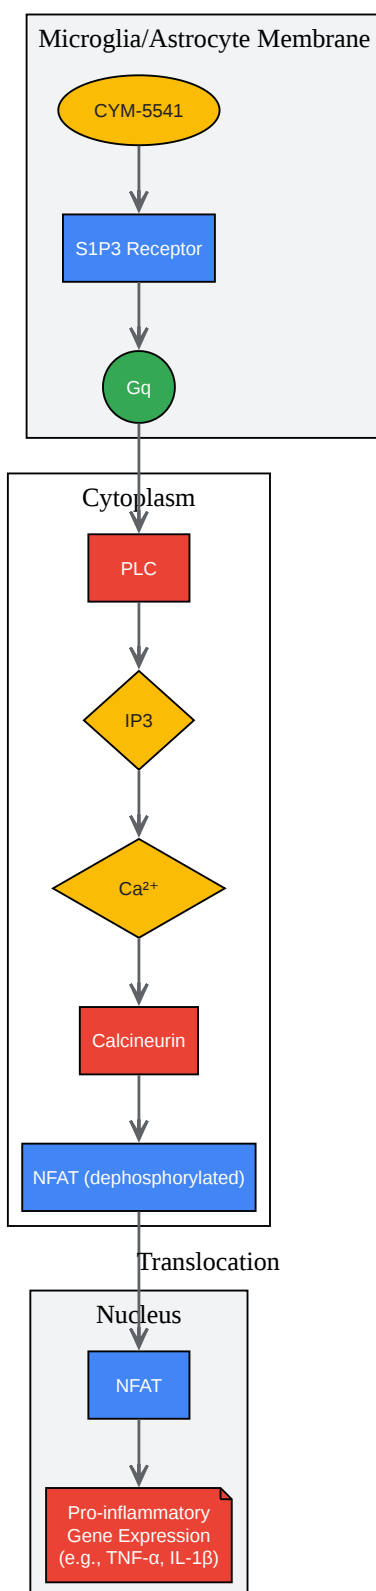 Microglia/Astrocyte Membrane
CYM-5541
S1P3 Receptor
Gq
Cytoplasm
PLC
IP3
Ca²⁺
Calcineurin
NFAT (dephosphorylated)
Translocation
Nucleus
NFAT
Pro-inflammatory
Gene Expression
(e.g., TNF-α, IL-1β)